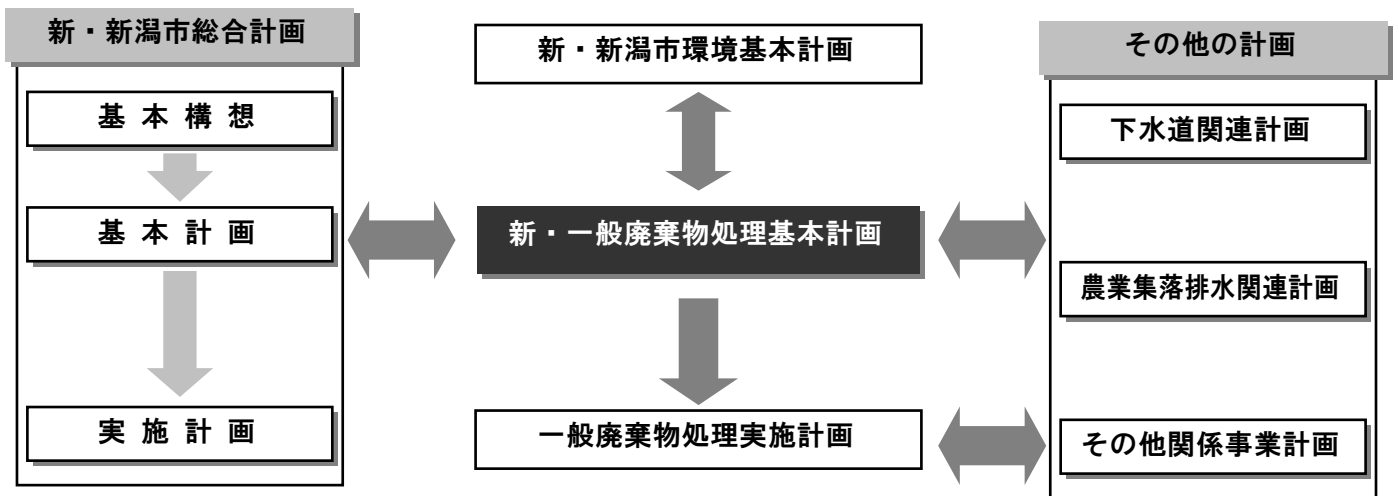 新・新潟市総合計画
基本構想
基本計画
実施計画
新・新潟市環境基本計画
新・一般廃棄物処理基本計画
一般廃棄物処理実施計画
その他の計画
下水道関連計画
農業集落排水関連計画
その他関係事業計画